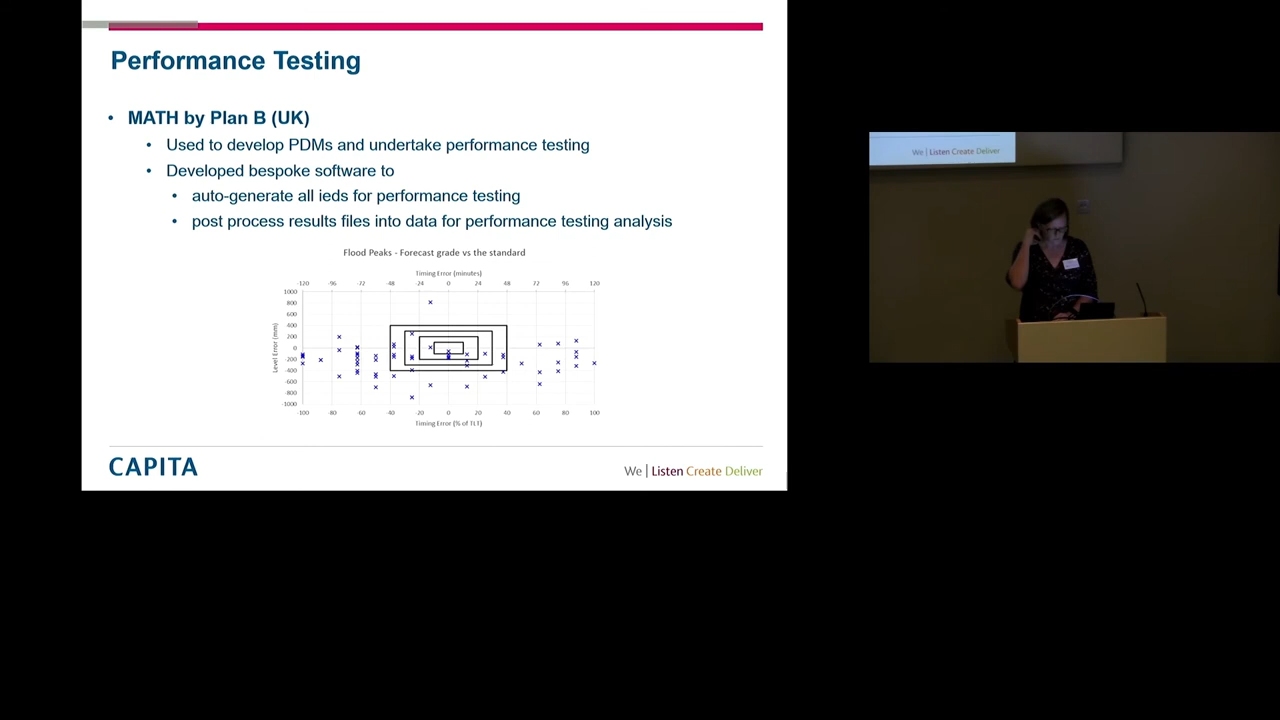 Performance Testing
• MATH by Plan B (UK)
• Used to develop PDMs and undertake performance testing
• Developed bespoke software to
• auto-generate all ieds for performance testing
• post process results files into data for performance testing analysis
Flood Peaks - Forecast grade vs the standard
Timing Error (minutes)
-120 -96 -72 -48 -24 0 24 48 72 96 120
Level Error (mm)
1000
800
600
400
200
0
-200
-400
-600
-800
-1000
-100 -80 -60 -40 -20 0 20 40 60 80 100
Timing Error (% of TLT)
CAPITA
We | Listen Create Deliver
We | Listen Create Deliver